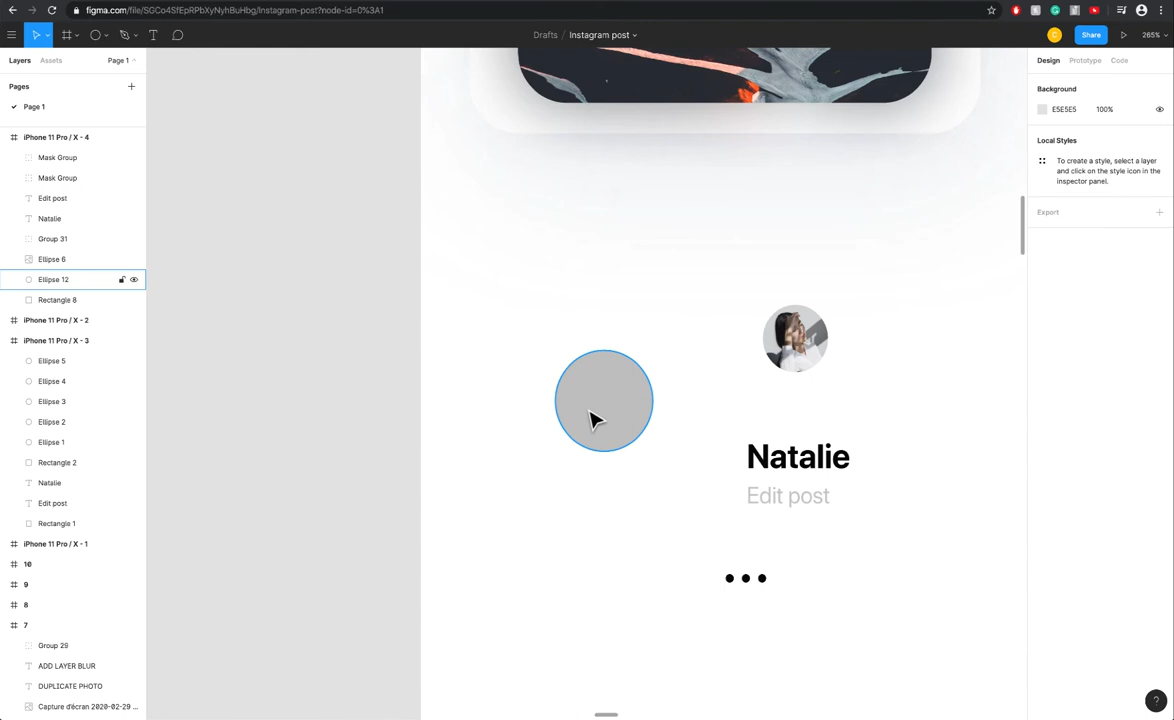 figma.com/file/SGCo4SfEpRPbXyNyhBuHbg/Instagram-post?node-id=0%3A1
Drafts / Instagram post
C
Share
265%
Layers
Assets
Page 1
Design
Prototype
Code
Pages
Page 1
Background
E5E5E5
100%
Local Styles
To create a style, select a layer
and click on the style icon in the
inspector panel.
Export
iPhone 11 Pro / X - 4
Mask Group
Mask Group
Edit post
Natalie
Group 31
Ellipse 6
Ellipse 12
Rectangle 8
iPhone 11 Pro / X - 2
iPhone 11 Pro / X - 3
Ellipse 5
Ellipse 4
Ellipse 3
Ellipse 2
Ellipse 1
Rectangle 2
Natalie
Edit post
Rectangle 1
iPhone 11 Pro / X - 1
10
9
8
7
Group 29
ADD LAYER BLUR
DUPLICATE PHOTO
Capture d'écran 2020-02-29 ...
Natalie
Edit post
?